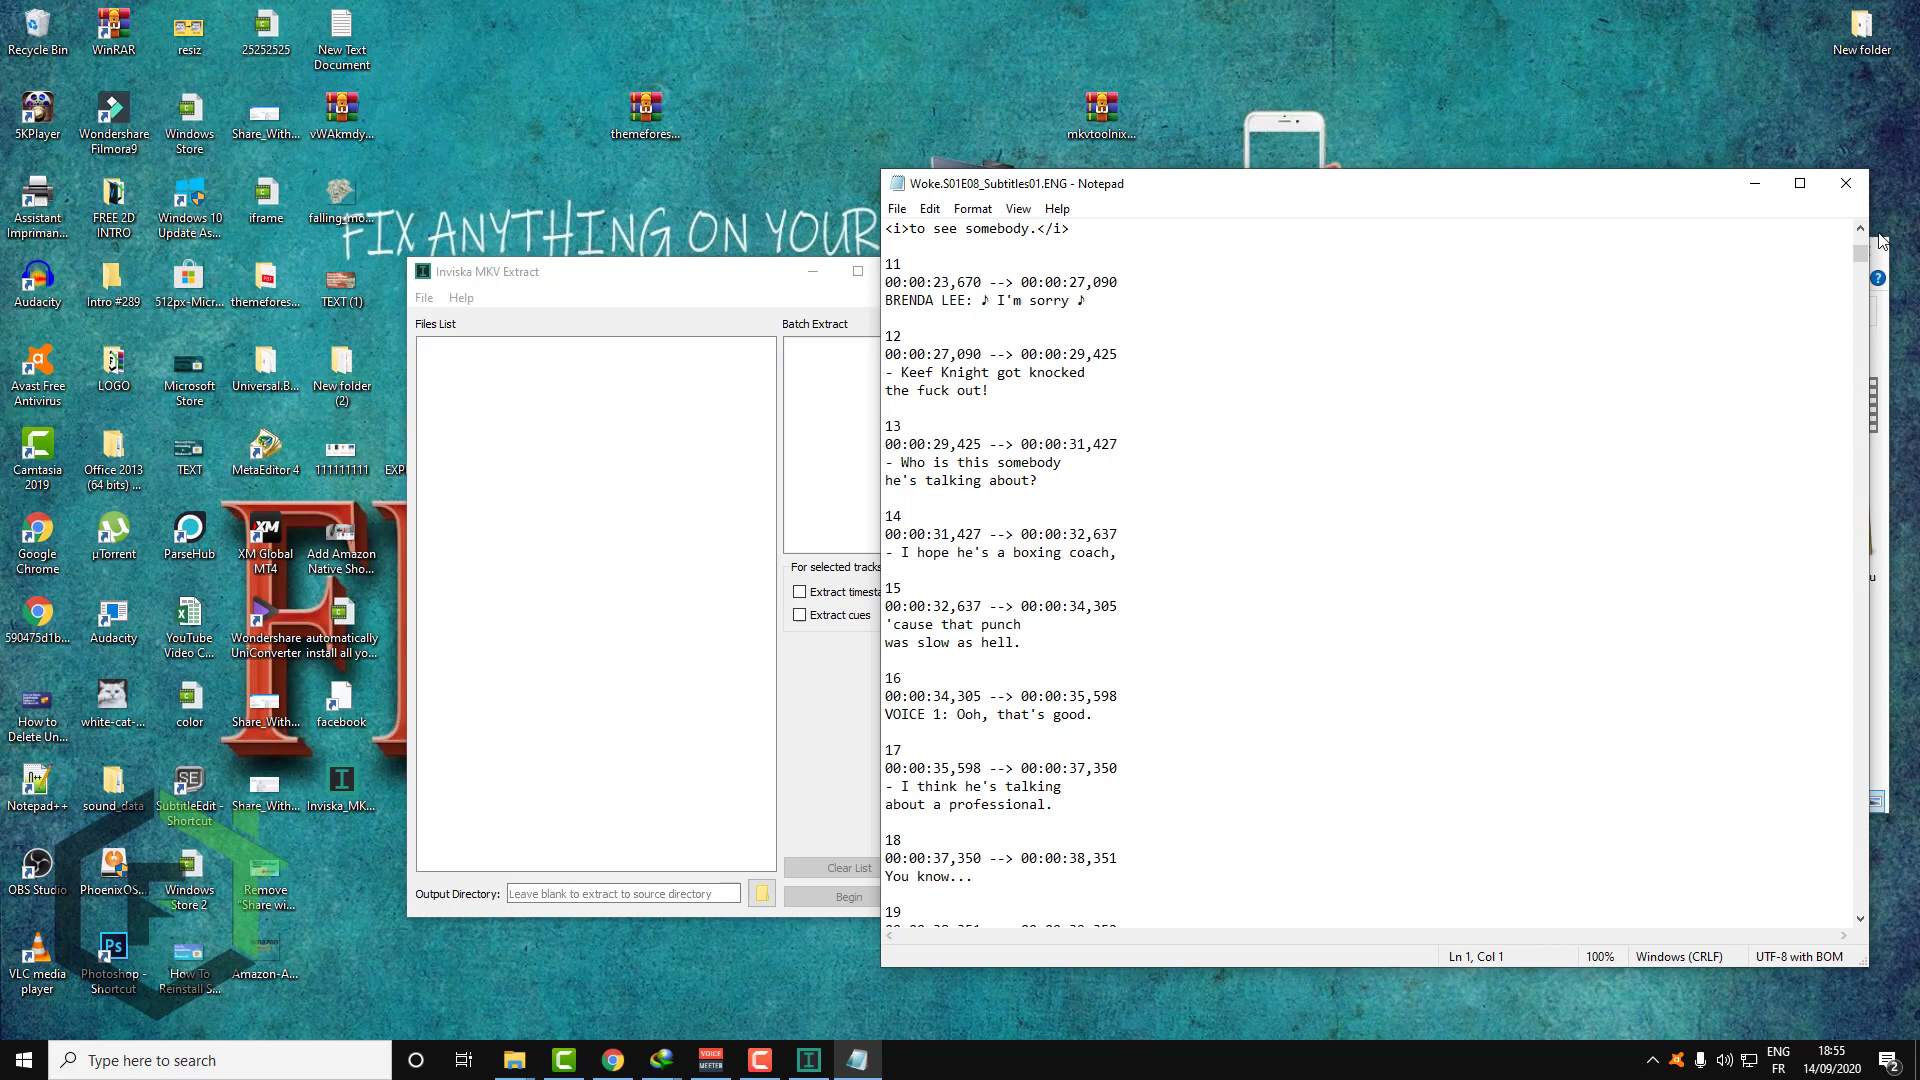 Recycle Bin
WinRAR
resiz
25252525
New Text
Document
New folder
5KPlayer
Wondershare
Filmora9
Windows
Store
Share_With...
vWAkmdy...
themefores...
mkvtoolnix...
Assistant
Impriman...
FREE 2D
INTRO
Windows 10
Update As...
iframe
falling-mo...
FIX ANYTHING ON YOUR
Audacity
Intro #289
512px-Micr...
themefores...
TEXT (1)
Avast Free
Antivirus
LOGO
Microsoft
Store
Universal.B...
New folder
(2)
Camtasia
2019
Office 2013
(64 bits) ...
TEXT
MetaEditor 4
111111111
EXP
Google
Chrome
µTorrent
ParseHub
XM
XM Global
MT4
Add Amazon
Native Sho...
590475d1b...
Audacity
YouTube
Video C...
Wondershare
UniConverter
automatically
install all yo...
How to
Delete Un...
white-cat-...
color
Share_With...
facebook
Notepad++
sound_data
SE
SubtitleEdit -
Shortcut
Share_With...
Inviska_MK...
OBS Studio
PhoenixOS...
Windows
Store 2
Remove
"Share wi...
VLC media
player
Ps
Photoshop -
Shortcut
How To
Reinstall S...
Amazon-A...
Inviska MKV Extract
File Help
Files List
Batch Extract
For selected tracks
Extract timesta
Extract cues
Clear List
Output Directory:
Leave blank to extract to source directory
Begin
Woke.S01E08_Subtitles01.ENG - Notepad
File Edit Format View Help
<i>to see somebody.</i>
11
00:00:23,670 --> 00:00:27,090
BRENDA LEE: ♪ I'm sorry ♪
12
00:00:27,090 --> 00:00:29,425
- Keef Knight got knocked
the fuck out!
13
00:00:29,425 --> 00:00:31,427
- Who is this somebody
he's talking about?
14
00:00:31,427 --> 00:00:32,637
- I hope he's a boxing coach,
15
00:00:32,637 --> 00:00:34,305
'cause that punch
was slow as hell.
16
00:00:34,305 --> 00:00:35,598
VOICE 1: Ooh, that's good.
17
00:00:35,598 --> 00:00:37,350
- I think he's talking
about a professional.
18
00:00:37,350 --> 00:00:38,351
You know...
19
Ln 1, Col 1
100%
Windows (CRLF)
UTF-8 with BOM
Type here to search
VOICE
MEETER
ENG
FR
18:55
14/09/2020
2